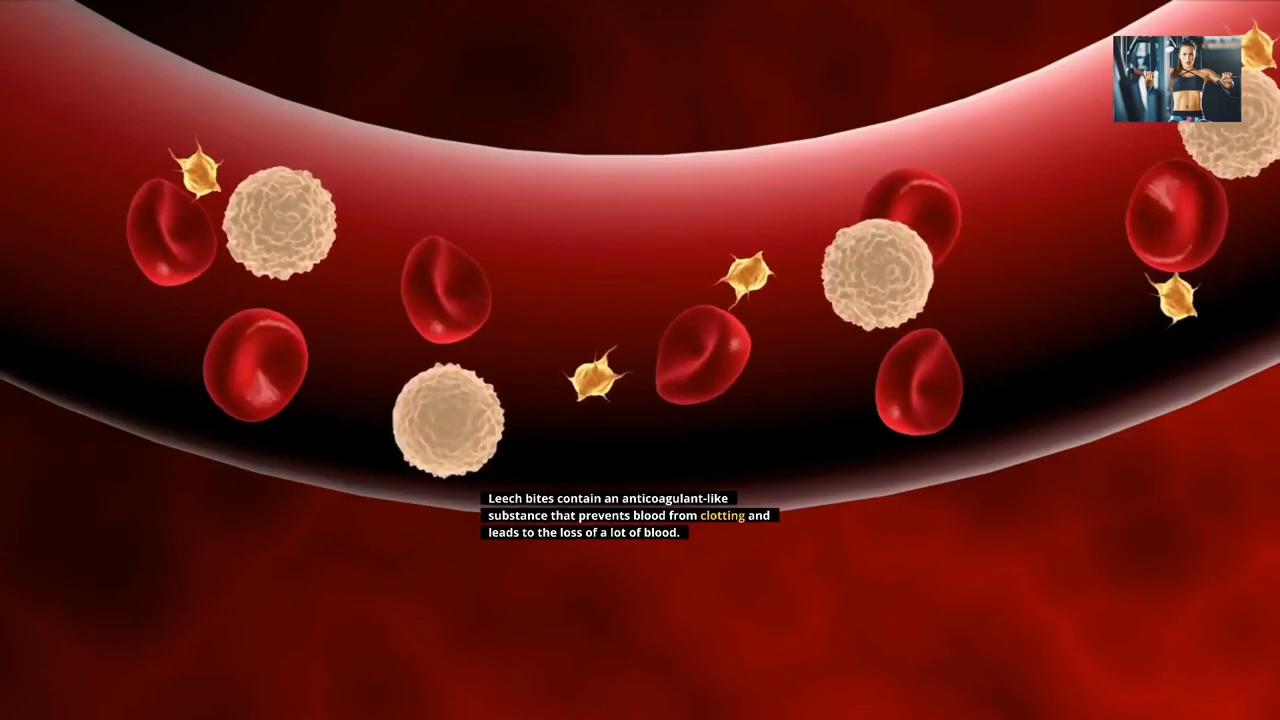 Leech bites contain an anticoagulant-like
substance that prevents blood from clotting and
leads to the loss of a lot of blood.